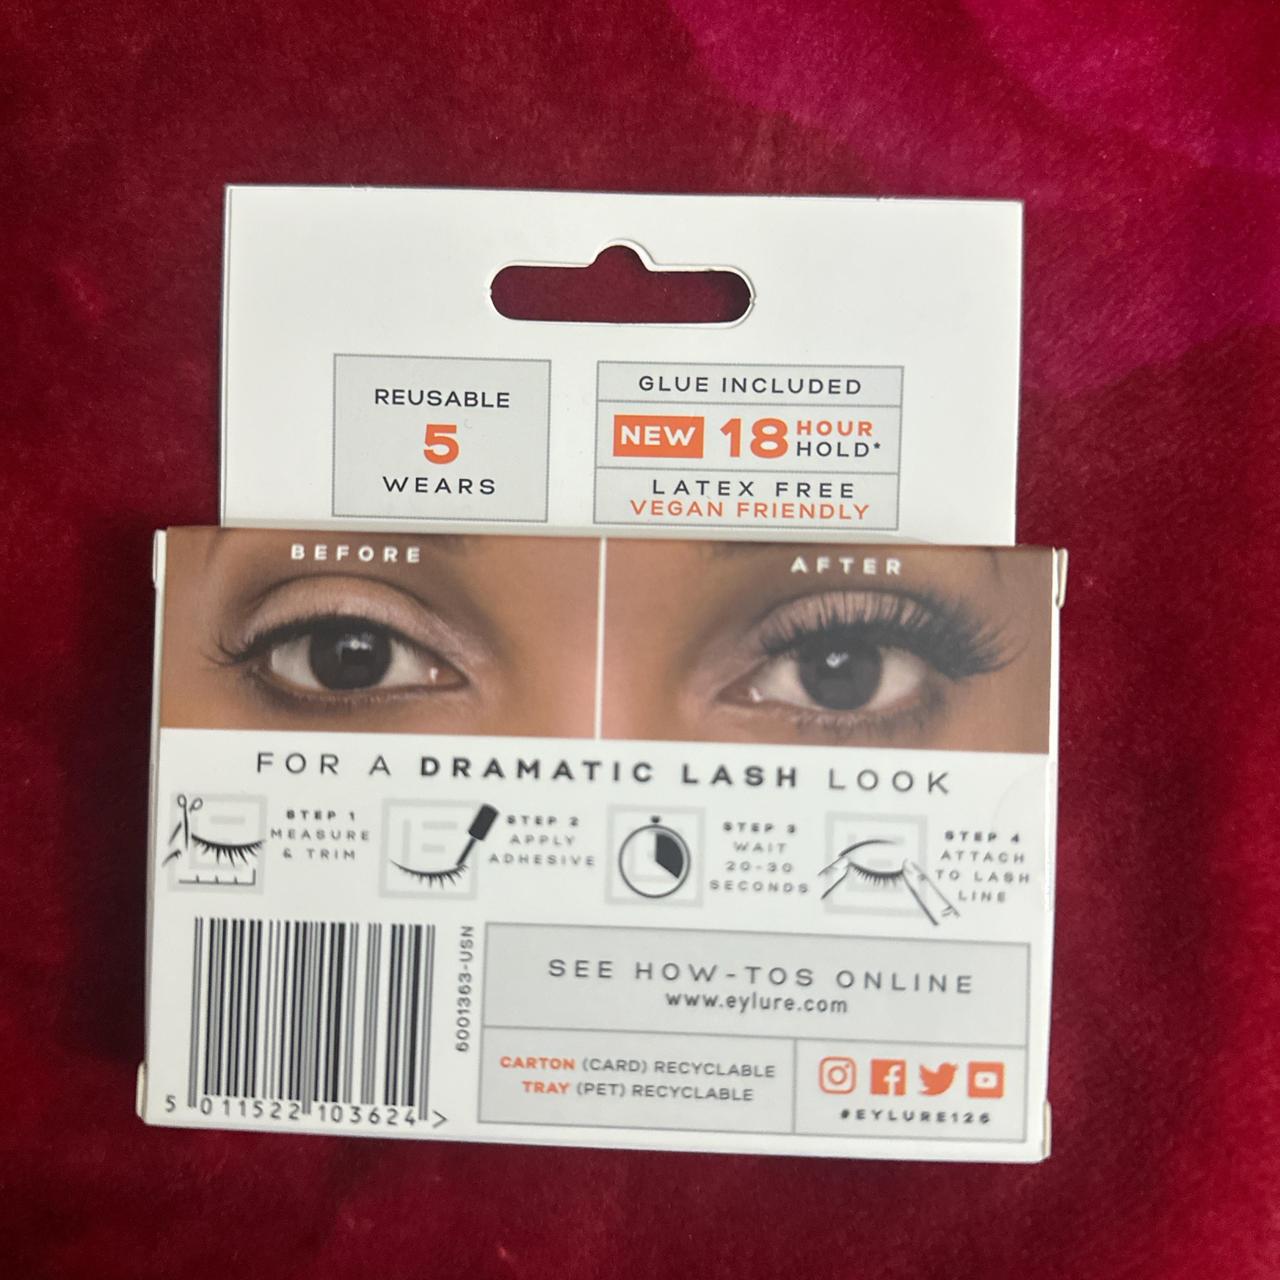 REUSABLE
5
WEARS
GLUE INCLUDED
NEW 18 HOUR
HOLD*
LATEX FREE
VEGAN FRIENDLY
BEFORE
AFTER
FOR A DRAMATIC LASH LOOK
STEP 1
MEASURE
& TRIM
STEP 2
APPLY
ADHESIVE
STEP 3
WAIT
20-30
SECONDS
STEP 4
ATTACH
TO LASH
LINE
5 011522 103624 >
6001363-USN
SEE HOW-TOS ONLINE
www.eylure.com
CARTON (CARD) RECYCLABLE
TRAY (PET) RECYCLABLE
#EYLURE126